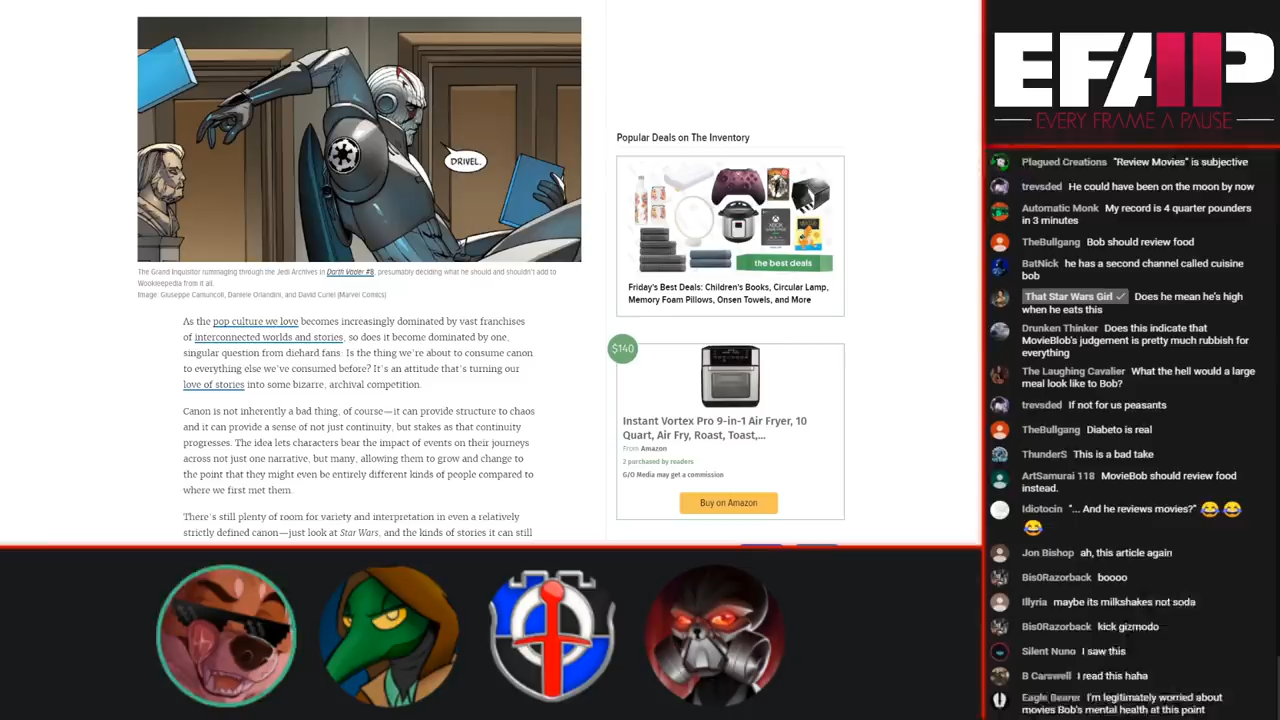 DRIVEL.
The Grand Inquisitor rummaging through the Jedi Archives in Darth Vader #8, presumably deciding what he should and shouldn't add to
Wookieepedia from it all.
Image: Giuseppe Camuncoli, Daniele Orlandini, and David Curiel (Marvel Comics)
As the pop culture we love becomes increasingly dominated by vast franchises
of interconnected worlds and stories, so does it become dominated by one,
singular question from diehard fans: Is the thing we're about to consume canon
to everything else we've consumed before? It's an attitude that's turning our
love of stories into some bizarre, archival competition.
Canon is not inherently a bad thing, of course—it can provide structure to chaos
and it can provide a sense of not just continuity, but stakes as that continuity
progresses. The idea lets characters bear the impact of events on their journeys
across not just one narrative, but many, allowing them to grow and change to
the point that they might even be entirely different kinds of people compared to
where we first met them.
There's still plenty of room for variety and interpretation in even a relatively
strictly defined canon—just look at Star Wars, and the kinds of stories it can still
Popular Deals on The Inventory
XBOX
the best deals
Friday's Best Deals: Children's Books, Circular Lamp,
Memory Foam Pillows, Onsen Towels, and More
$140
Instant Vortex Pro 9-in-1 Air Fryer, 10
Quart, Air Fry, Roast, Toast,...
From Amazon
2 purchased by readers
G/O Media may get a commission
Buy on Amazon
EFAP
EVERY FRAME A PAUSE
Plagued Creations "Review Movies" is subjective
trevsded He could have been on the moon by now
Automatic Monk My record is 4 quarter pounders
in 3 minutes
TheBullgang Bob should review food
BatNick he has a second channel called cuisine
bob
That Star Wars Girl ✓ Does he mean he's high
when he eats this
Drunken Thinker Does this indicate that
MovieBlob's judgement is pretty much rubbish for
everything
The Laughing Cavalier What the hell would a large
meal look like to Bob?
trevsded If not for us peasants
TheBullgang Diabeto is real
ThunderS This is a bad take
ArtSamurai 118 MovieBob should review food
instead.
Idiotocin "... And he reviews movies?" 😂 😂
😂
Jon Bishop ah, this article again
Bis0Razorback boooo
Illyria maybe its milkshakes not soda
Bis0Razorback kick gizmodo
Silent Nuno I saw this
B Carswell I read this haha
Eagle Bearer I'm legitimately worried about
movies Bob's mental health at this point